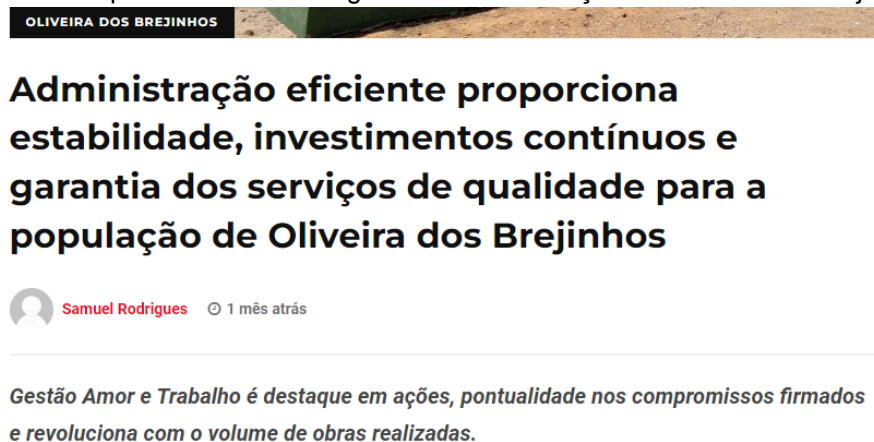 OLIVEIRA DOS BREJINHOS
Administração eficiente proporciona
estabilidade, investimentos contínuos e
garantia dos serviços de qualidade para a
população de Oliveira dos Brejinhos
Samuel Rodrigues 1 mês atrás
Gestão Amor e Trabalho é destaque em ações, pontualidade nos compromissos firmados
e revoluciona com o volume de obras realizadas.